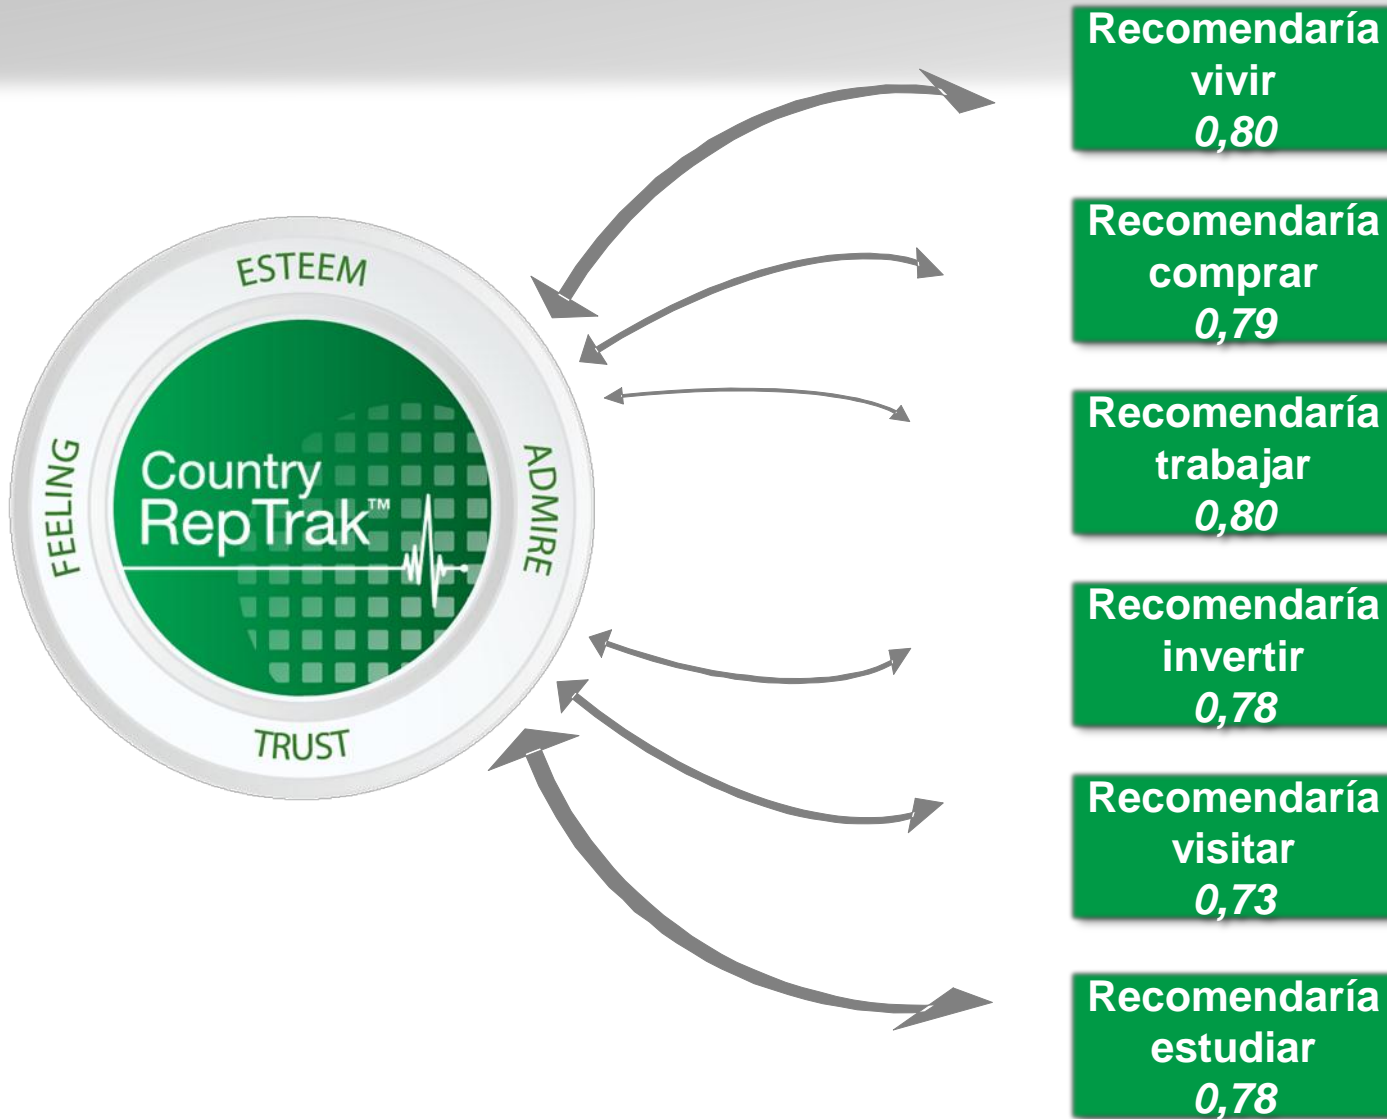 ESTEEM
FEELING
Country
RepTrak™
ADMIRE
TRUST
Recomendaría
vivir
0,80
Recomendaría
comprar
0,79
Recomendaría
trabajar
0,80
Recomendaría
invertir
0,78
Recomendaría
visitar
0,73
Recomendaría
estudiar
0,78